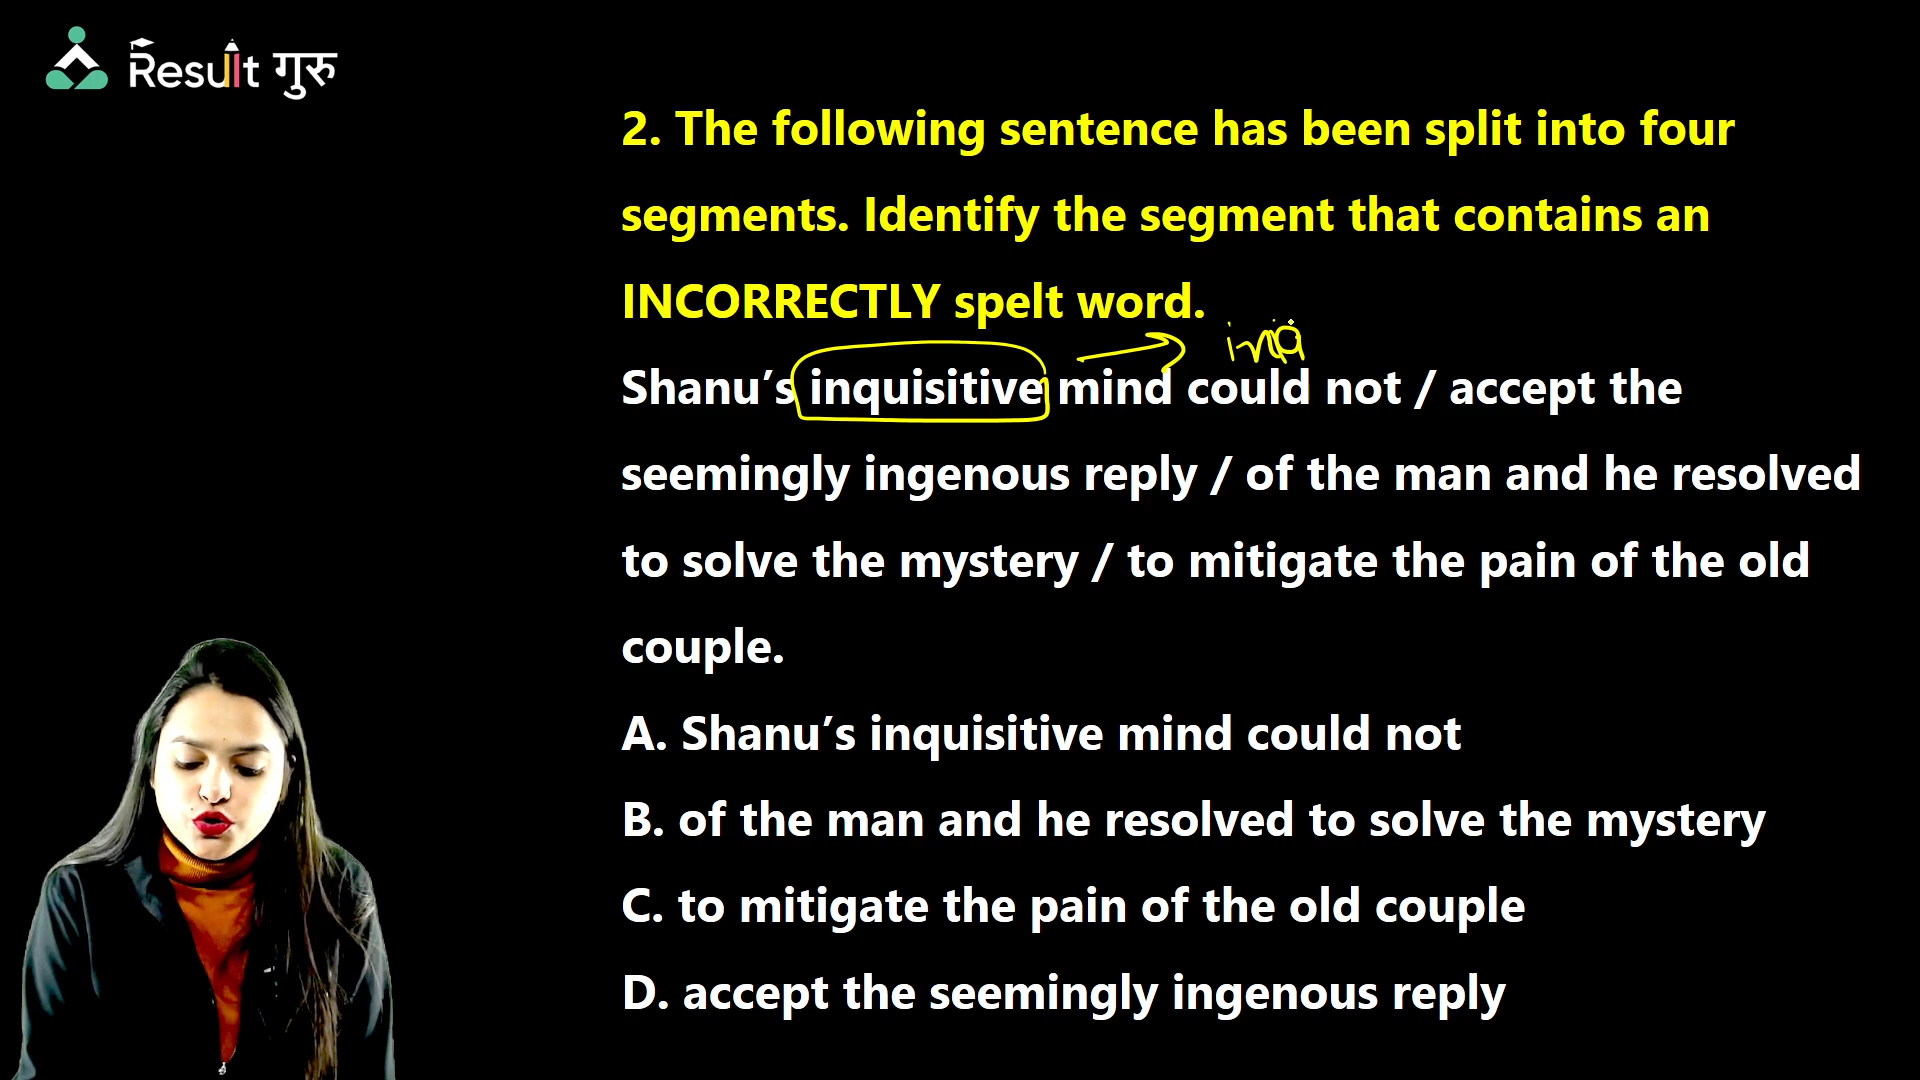 Result गुरु
2. The following sentence has been split into four
segments. Identify the segment that contains an
INCORRECTLY spelt word.
inq
Shanu’s inquisitive mind could not / accept the
seemingly ingenous reply / of the man and he resolved
to solve the mystery / to mitigate the pain of the old
couple.
A. Shanu’s inquisitive mind could not
B. of the man and he resolved to solve the mystery
C. to mitigate the pain of the old couple
D. accept the seemingly ingenous reply